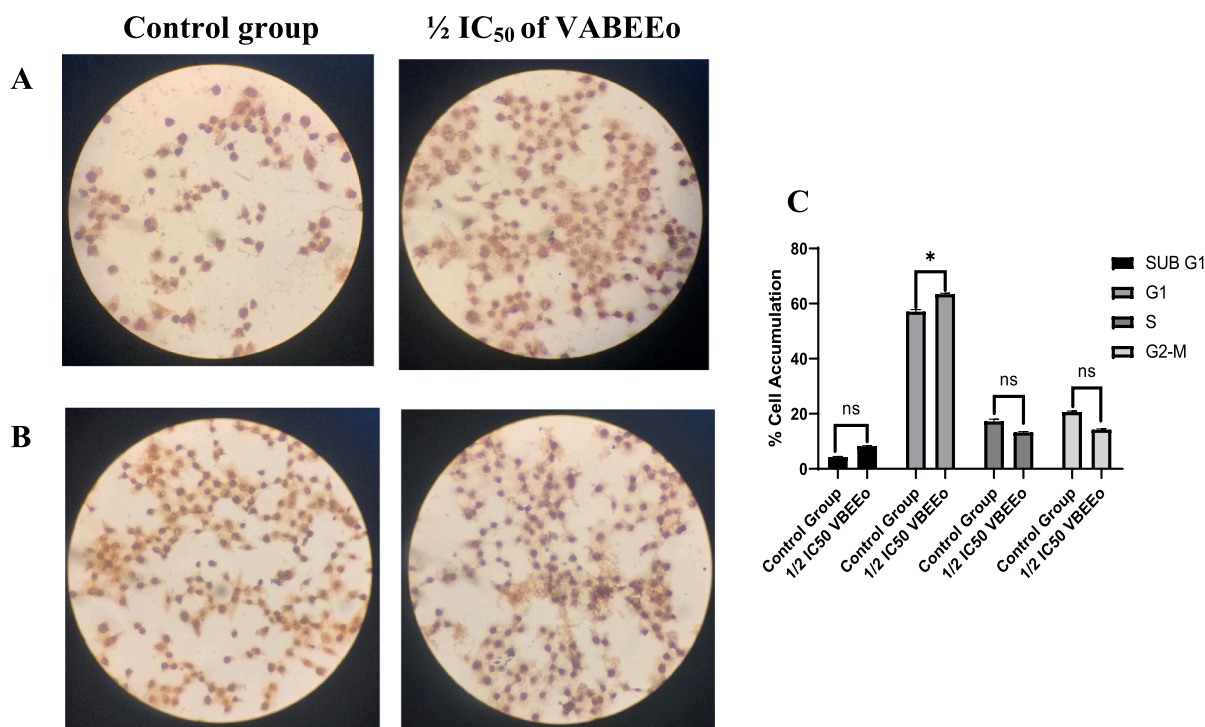 Control group
½ IC₅₀ of VABEEo
A
B
C
80
60
40
20
0
% Cell Accumulation
ns
*
ns
ns
Control Group
1/2 IC50 VBEEo
Control Group
1/2 IC50 VBEEo
Control Group
1/2 IC50 VBEEo
Control Group
1/2 IC50 VBEEo
SUB G1
G1
S
G2-M